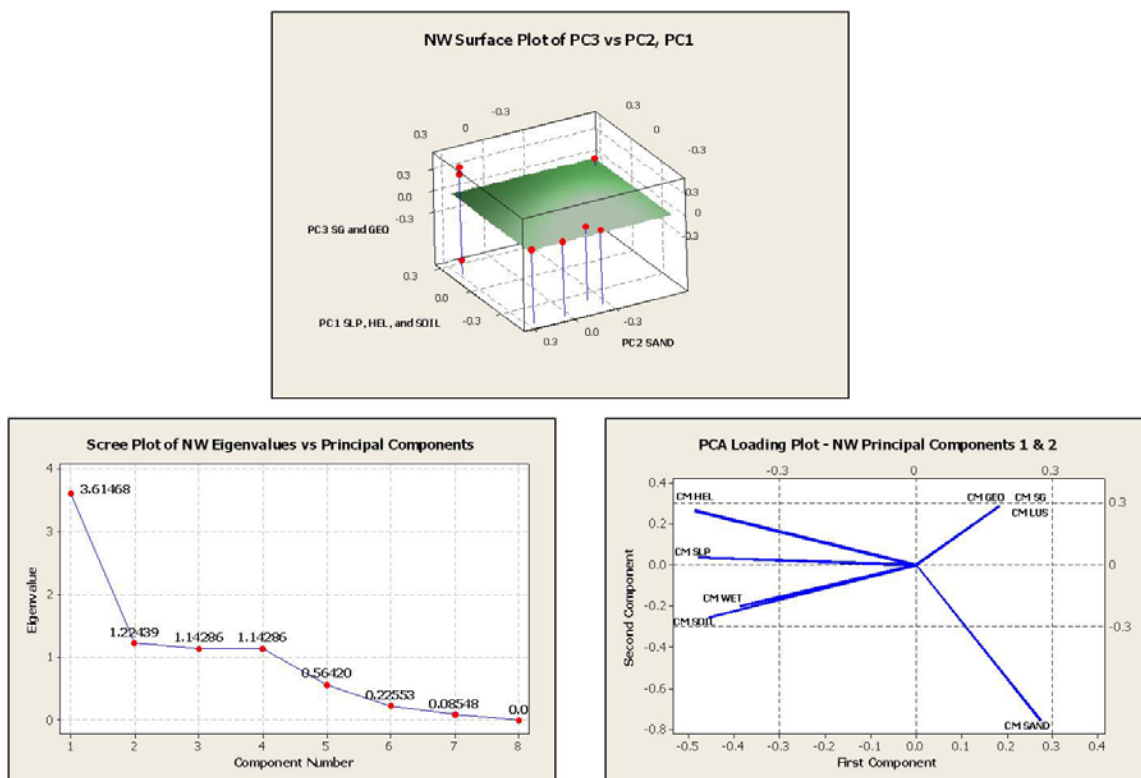 NW Surface Plot of PC3 vs PC2, PC1
-0.3
0.3
0
0
0.3
-0.3
0.3
0.0
-0.3
0.3
0
0.3
PC3 SG and GEO
0.3
0.0
-0.3
PC1 SLP, HEL, and SOIL
-0.3
0.0
0.3
PC2 SAND
Scree Plot of NW Eigenvalues vs Principal Components
4
3
2
1
0
Eigenvalue
3.61468
1.22439
1.14286
1.14286
0.56420
0.22553
0.08548
0.0
1 2 3 4 5 6 7 8
Component Number
PCA Loading Plot - NW Principal Components 1 & 2
-0.3 0 0.3
0.4
0.2
0.0
-0.2
-0.4
-0.6
-0.8
Second Component
CM HEL
CM GEO CM SG
CM LUS
CM SLP
CM WET
CM SOIL
CM SAND
0.3
0
-0.3
-0.5 -0.4 -0.3 -0.2 -0.1 0.0 0.1 0.2 0.3 0.4
First Component